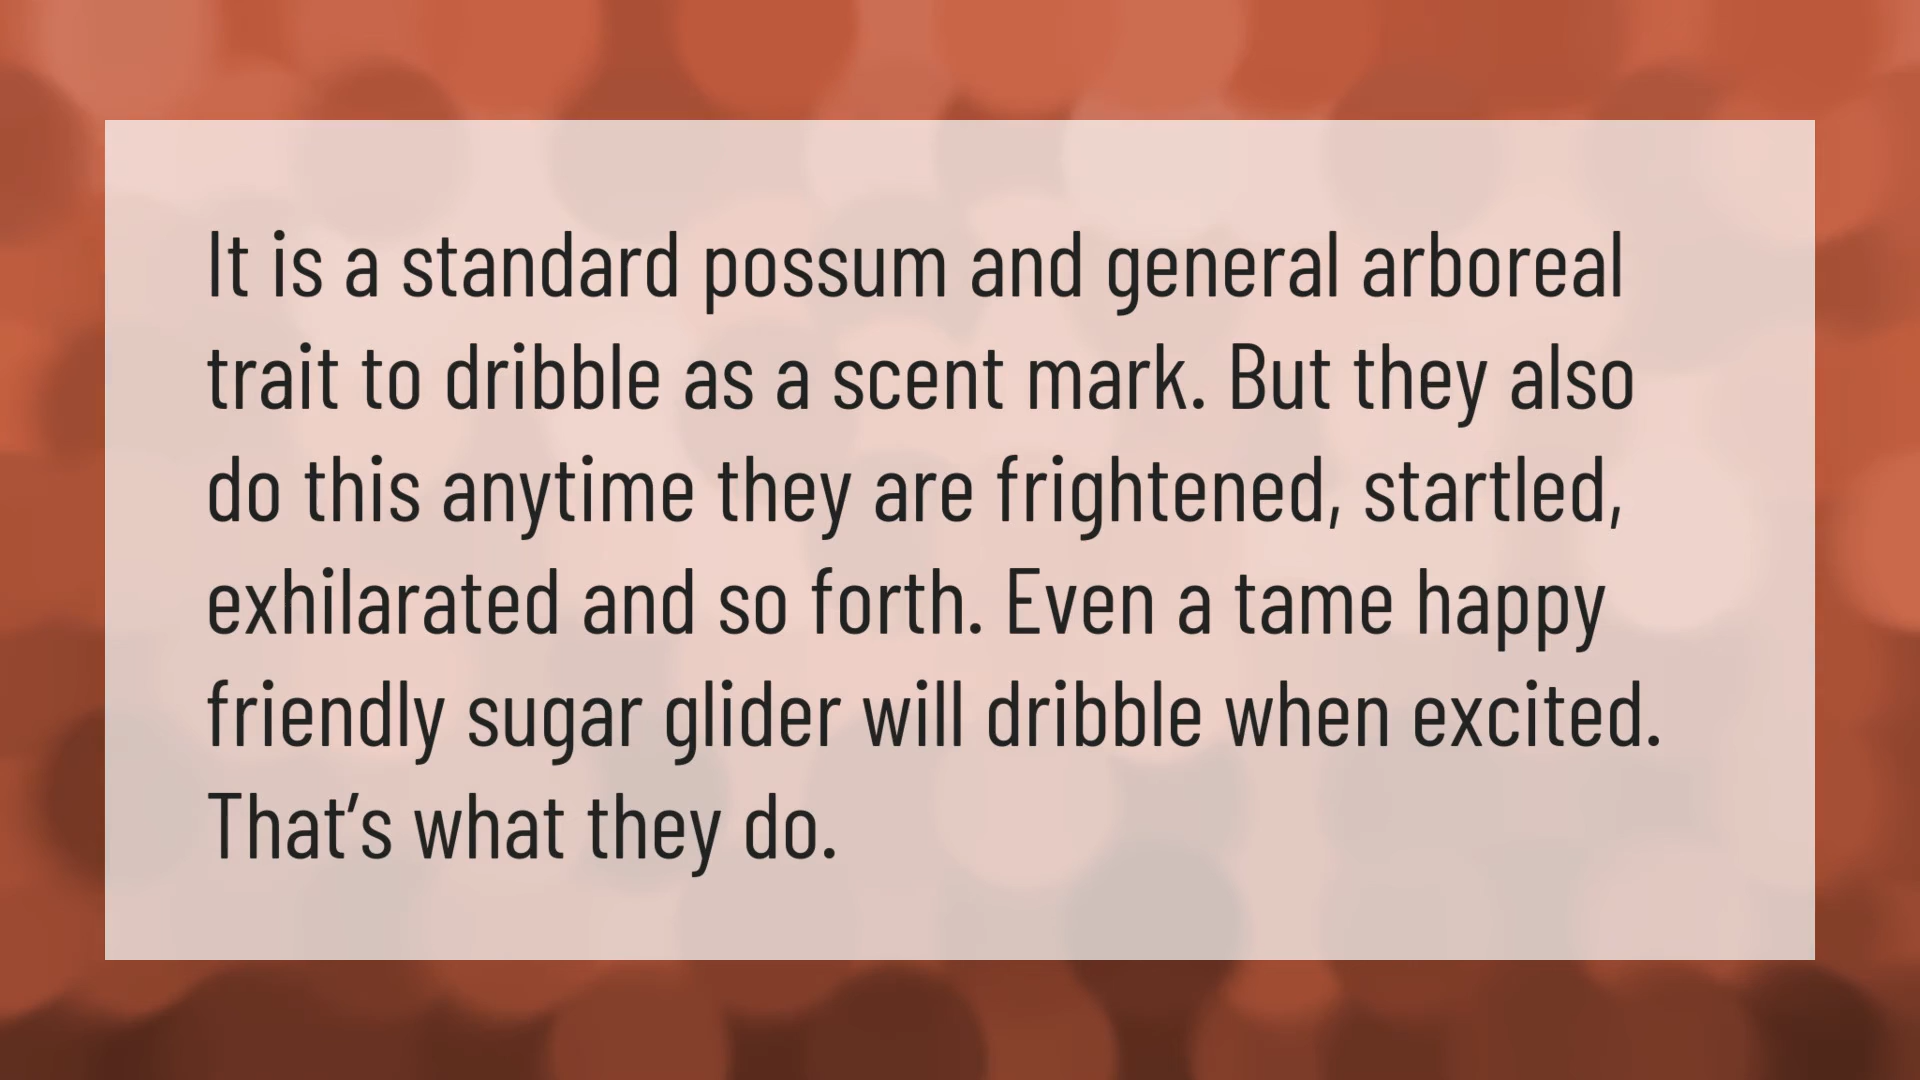 It is a standard possum and general arboreal
trait to dribble as a scent mark. But they also
do this anytime they are frightened, startled,
exhilarated and so forth. Even a tame happy
friendly sugar glider will dribble when excited.
That’s what they do.